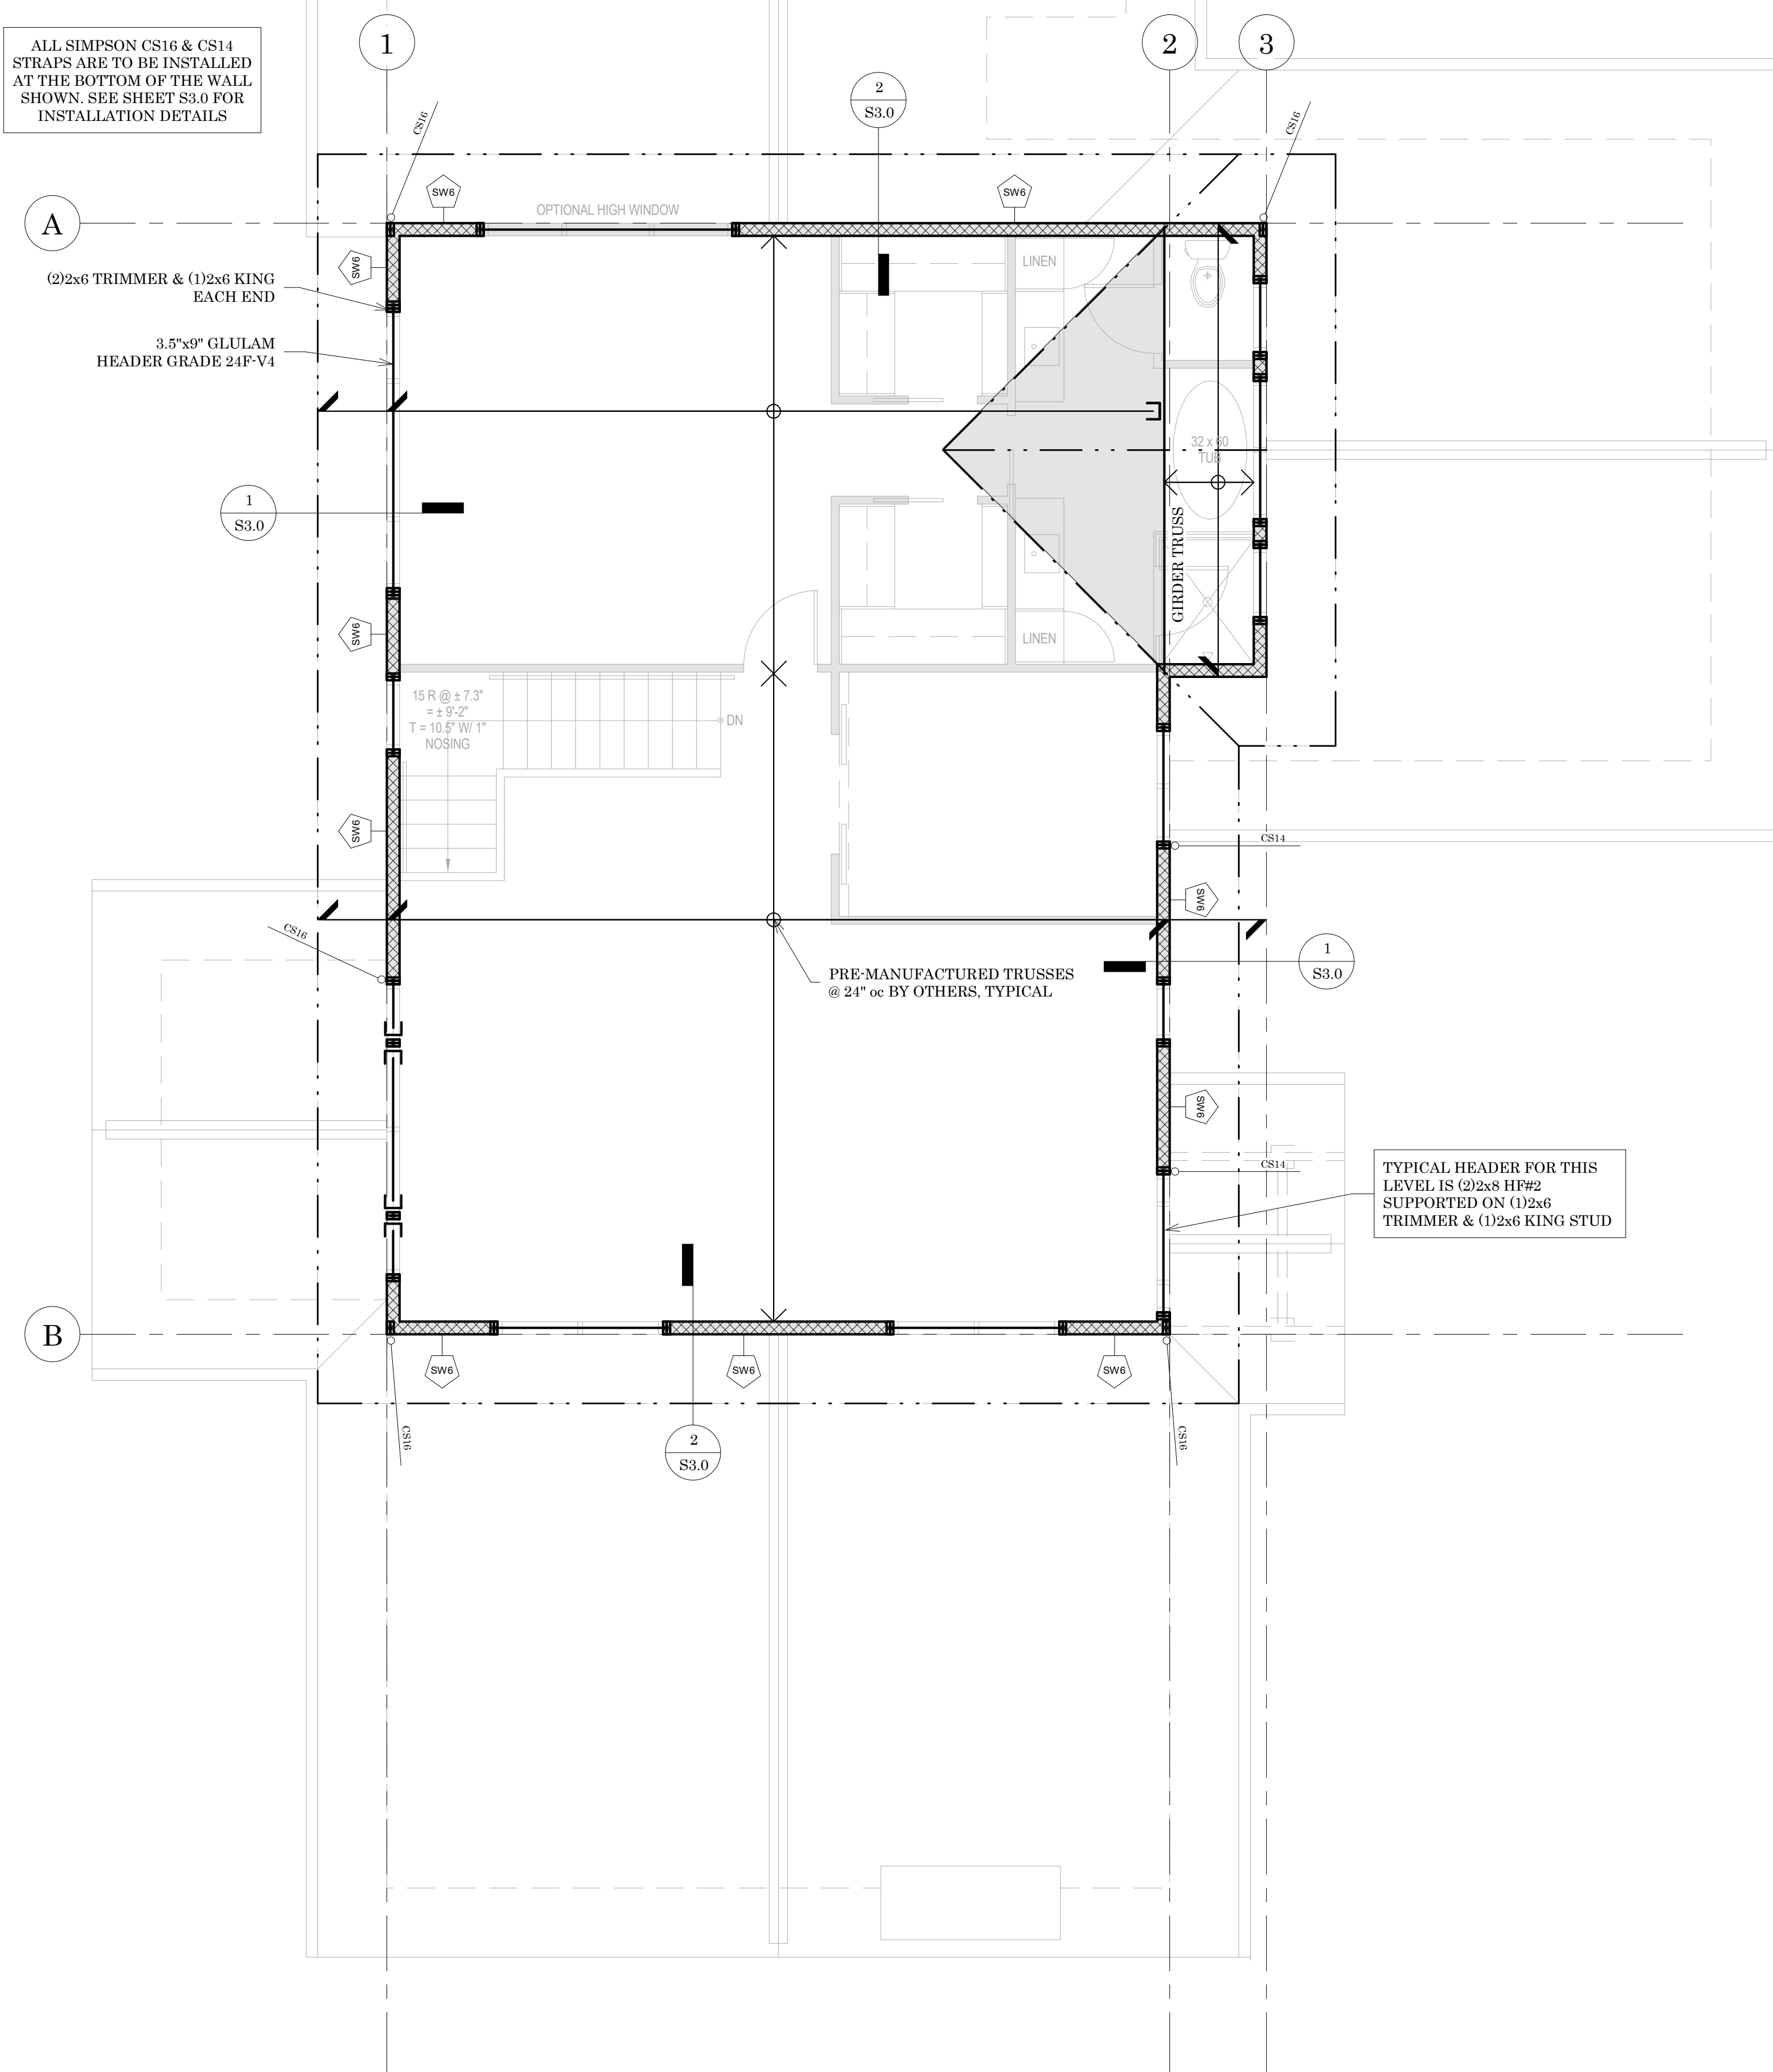 ALL SIMPSON CS16 & CS14
STRAPS ARE TO BE INSTALLED
AT THE BOTTOM OF THE WALL
SHOWN. SEE SHEET S3.0 FOR
INSTALLATION DETAILS
1
2
3
2
S3.0
CS16
CS16
A
SW6
SW6
OPTIONAL HIGH WINDOW
SW6
LINEN
(2)2x6 TRIMMER & (1)2x6 KING
EACH END
3.5"x9" GLULAM
HEADER GRADE 24F-V4
32 x 60
TUB
1
S3.0
GIRDER TRUSS
SW6
LINEN
15 R @ ± 7.3"
= ± 9'-2"
T = 10.5" W/ 1"
NOSING
DN
SW6
CS14
SW6
CS16
1
S3.0
PRE-MANUFACTURED TRUSSES
@ 24" oc BY OTHERS, TYPICAL
SW6
CS14
TYPICAL HEADER FOR THIS
LEVEL IS (2)2x8 HF#2
SUPPORTED ON (1)2x6
TRIMMER & (1)2x6 KING STUD
B
SW6
SW6
SW6
CS16
2
S3.0
CS16